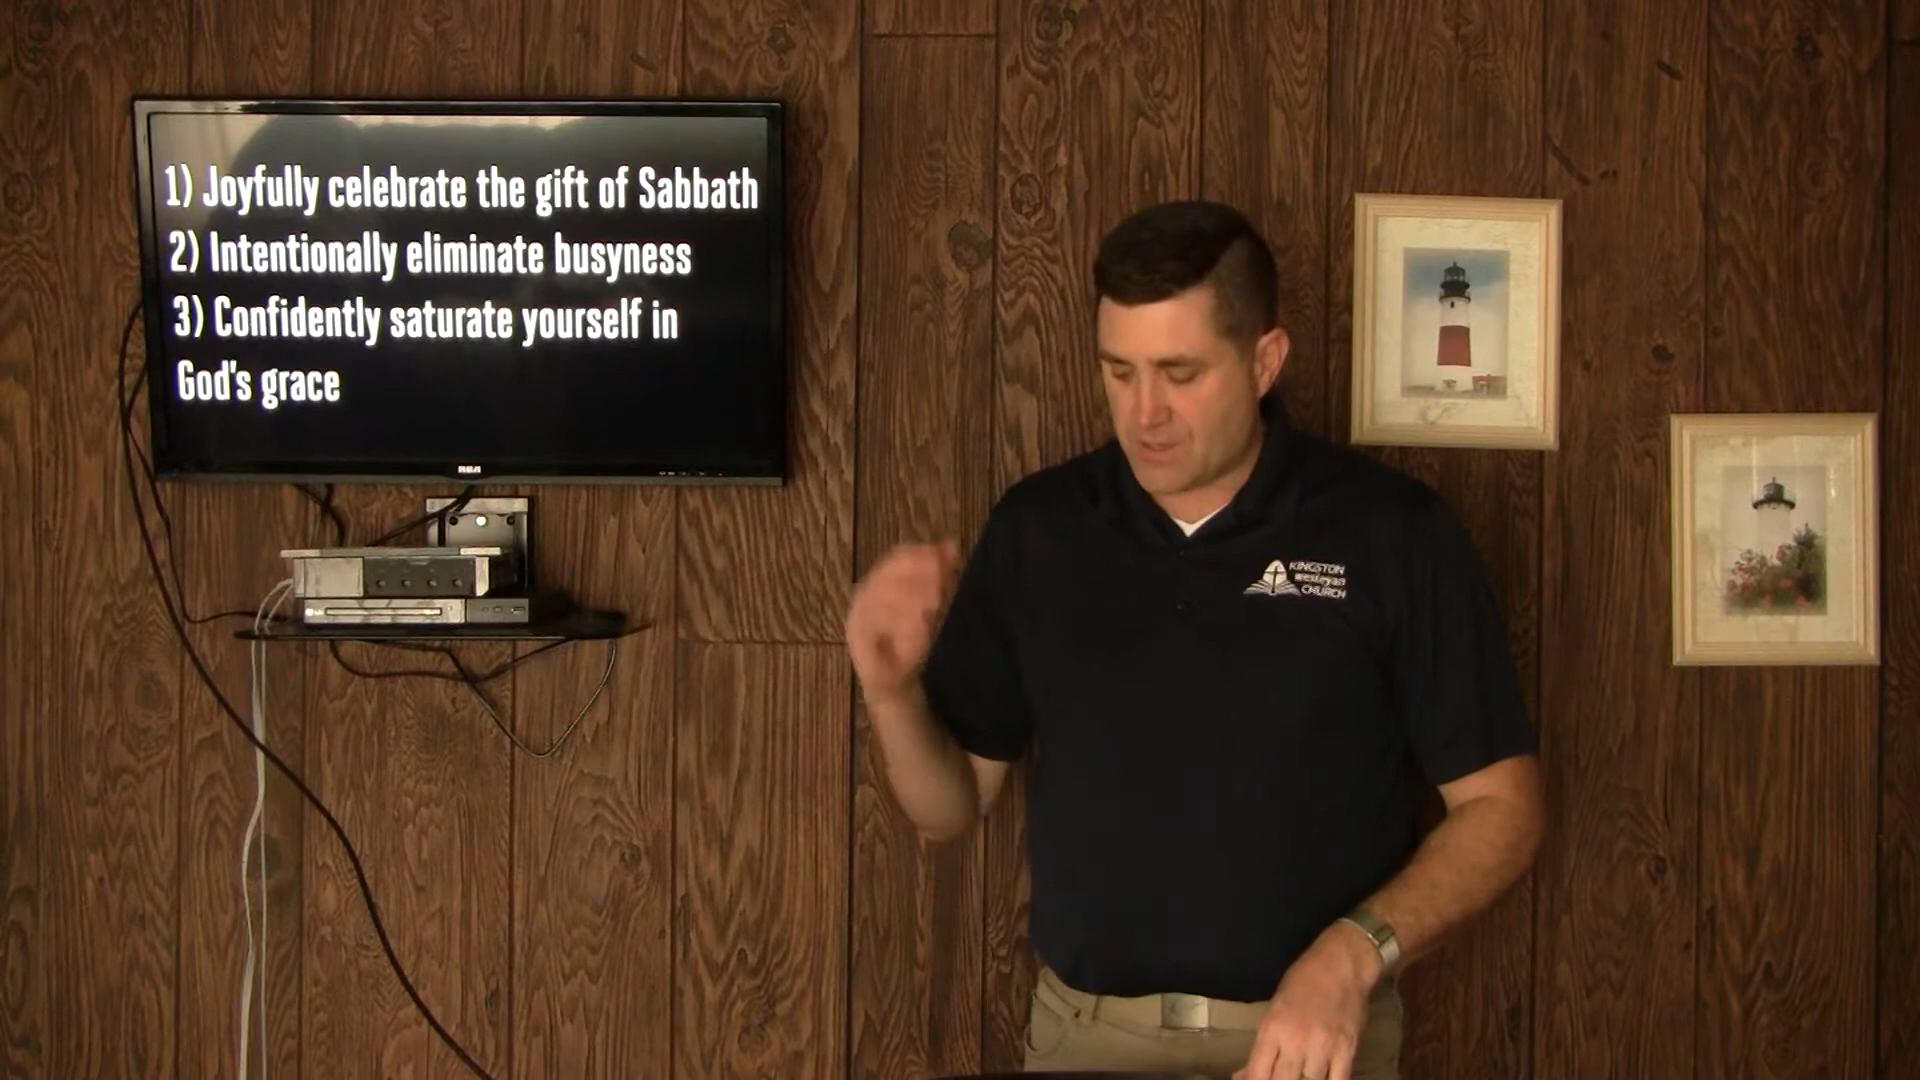 1) Joyfully celebrate the gift of Sabbath
2) Intentionally eliminate busyness
3) Confidently saturate yourself in
God's grace
RCA
KINGSTON
Wesleyan
CHURCH